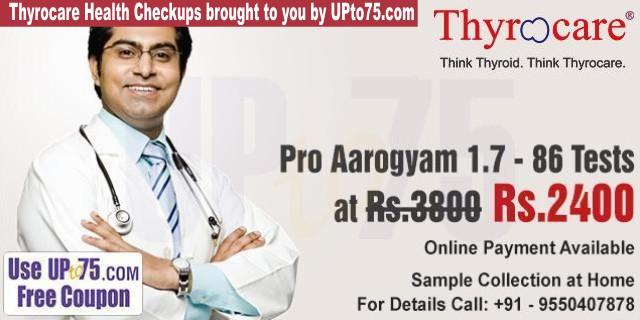 Thyrocare Health Checkups brought to you by UPto75.com
Thyrocare®
Think Thyroid. Think Thyrocare.
UPto75
Pro Aarogyam 1.7 - 86 Tests
at Rs.3800 Rs.2400
Online Payment Available
Use UPto75.COM
Free Coupon
Sample Collection at Home
For Details Call: +91 - 9550407878